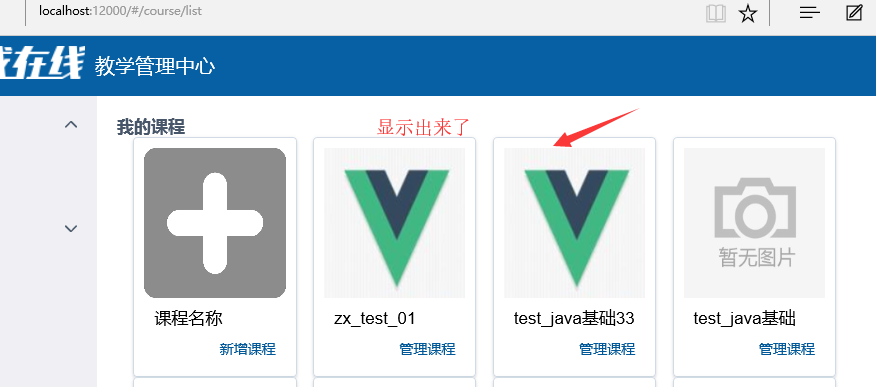 localhost:12000/#/course/list
在线 教学管理中心
我的课程
显示出来了
课程名称
新增课程
zx_test_01
管理课程
test_java基础33
管理课程
暂无图片
test_java基础
管理课程